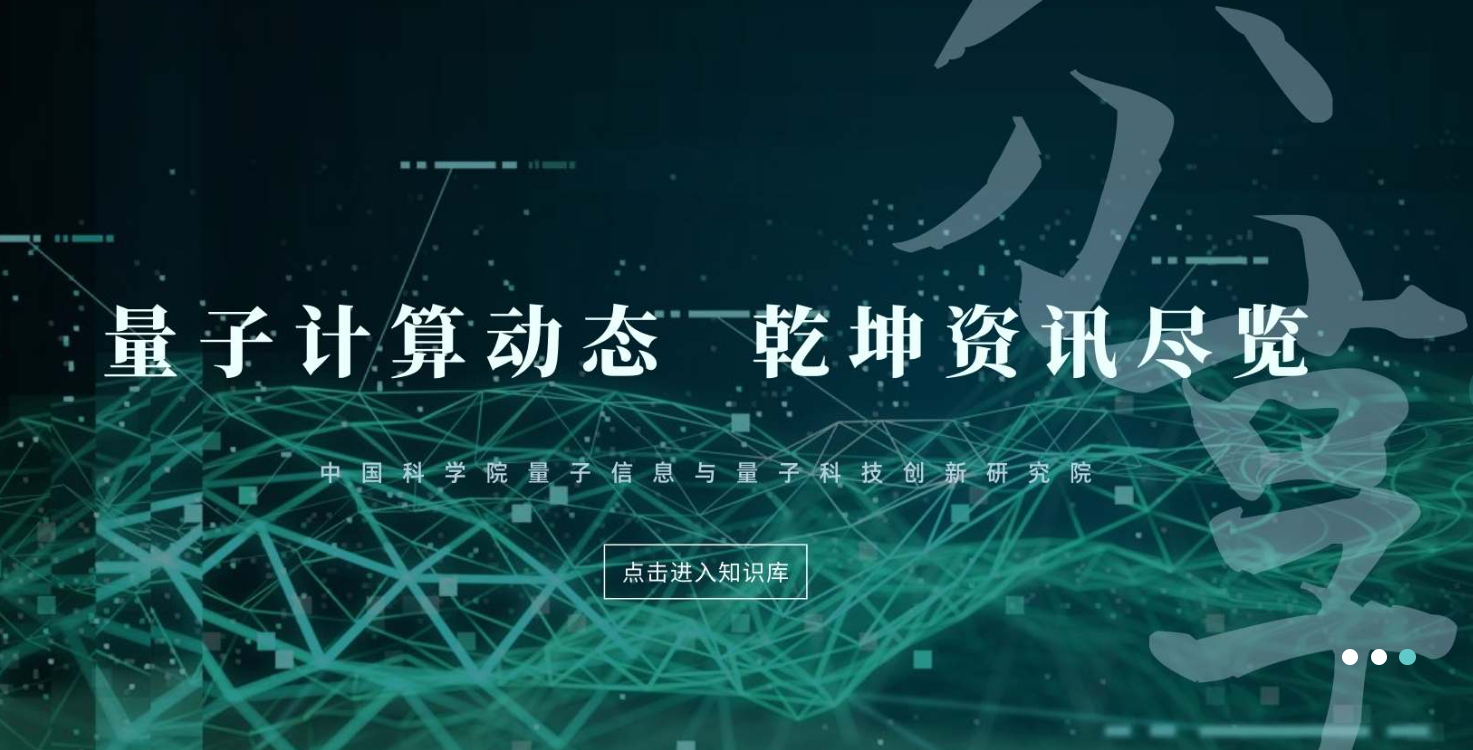 量子计算动态 乾坤资讯尽览
中国科学院量子信息与量子科技创新研究院
点击进入知识库